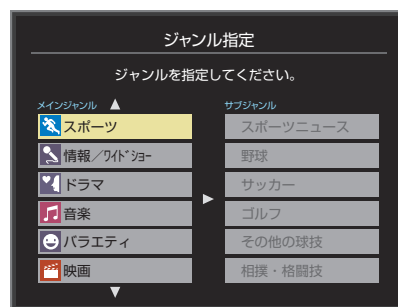 ジャンル指定
ジャンルを指定してください。
メインジャンル
スポーツ
情報／ワイドショー
ドラマ
音楽
バラエティ
映画
サブジャンル
スポーツニュース
野球
サッカー
ゴルフ
その他の球技
相撲・格闘技